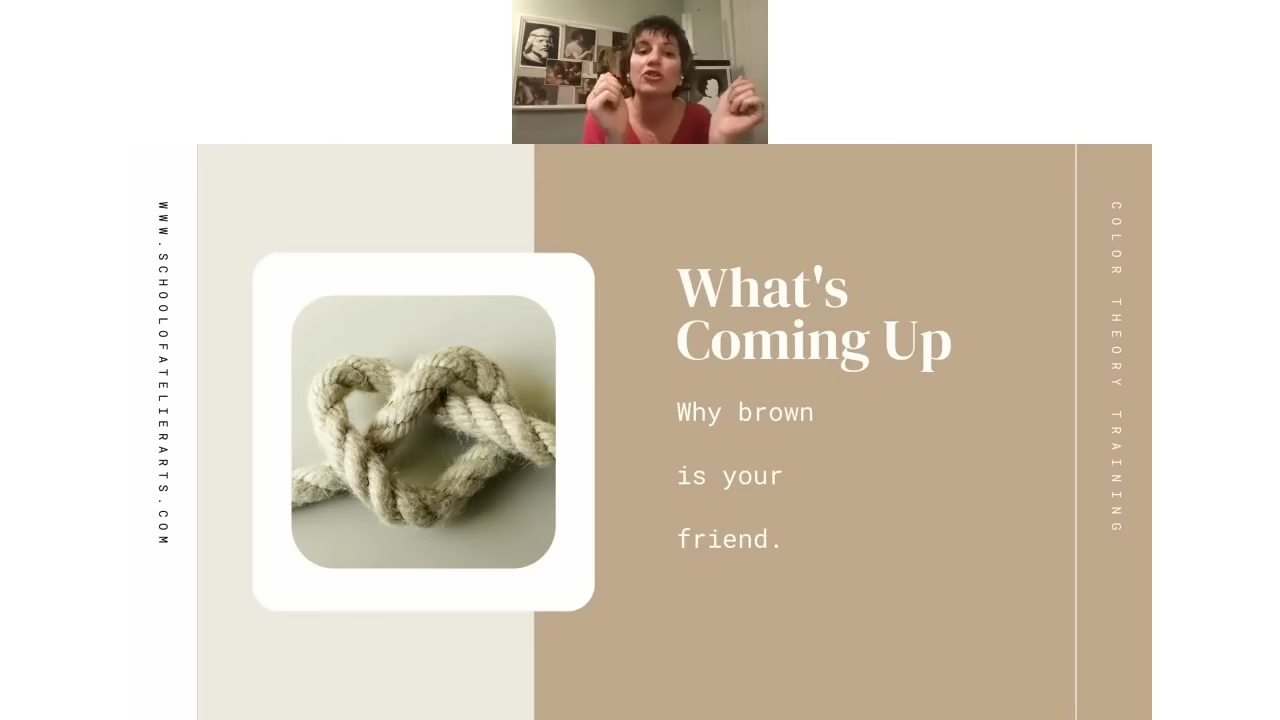 WWW.SCHOOLOFATELIERARTS.COM
What's
Coming Up
Why brown
is your
friend.
COLOR THEORY TRAINING